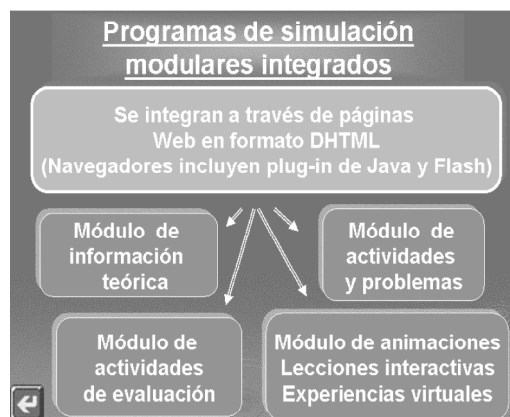 Programas de simulación
modulares integrados
Se integran a través de páginas
Web en formato DHTML
(Navegadores incluyen plug-in de Java y Flash)
Módulo de
información
teórica
Módulo de
actividades
y problemas
Módulo de
actividades
de evaluación
Módulo de animaciones
Lecciones interactivas
Experiencias virtuales